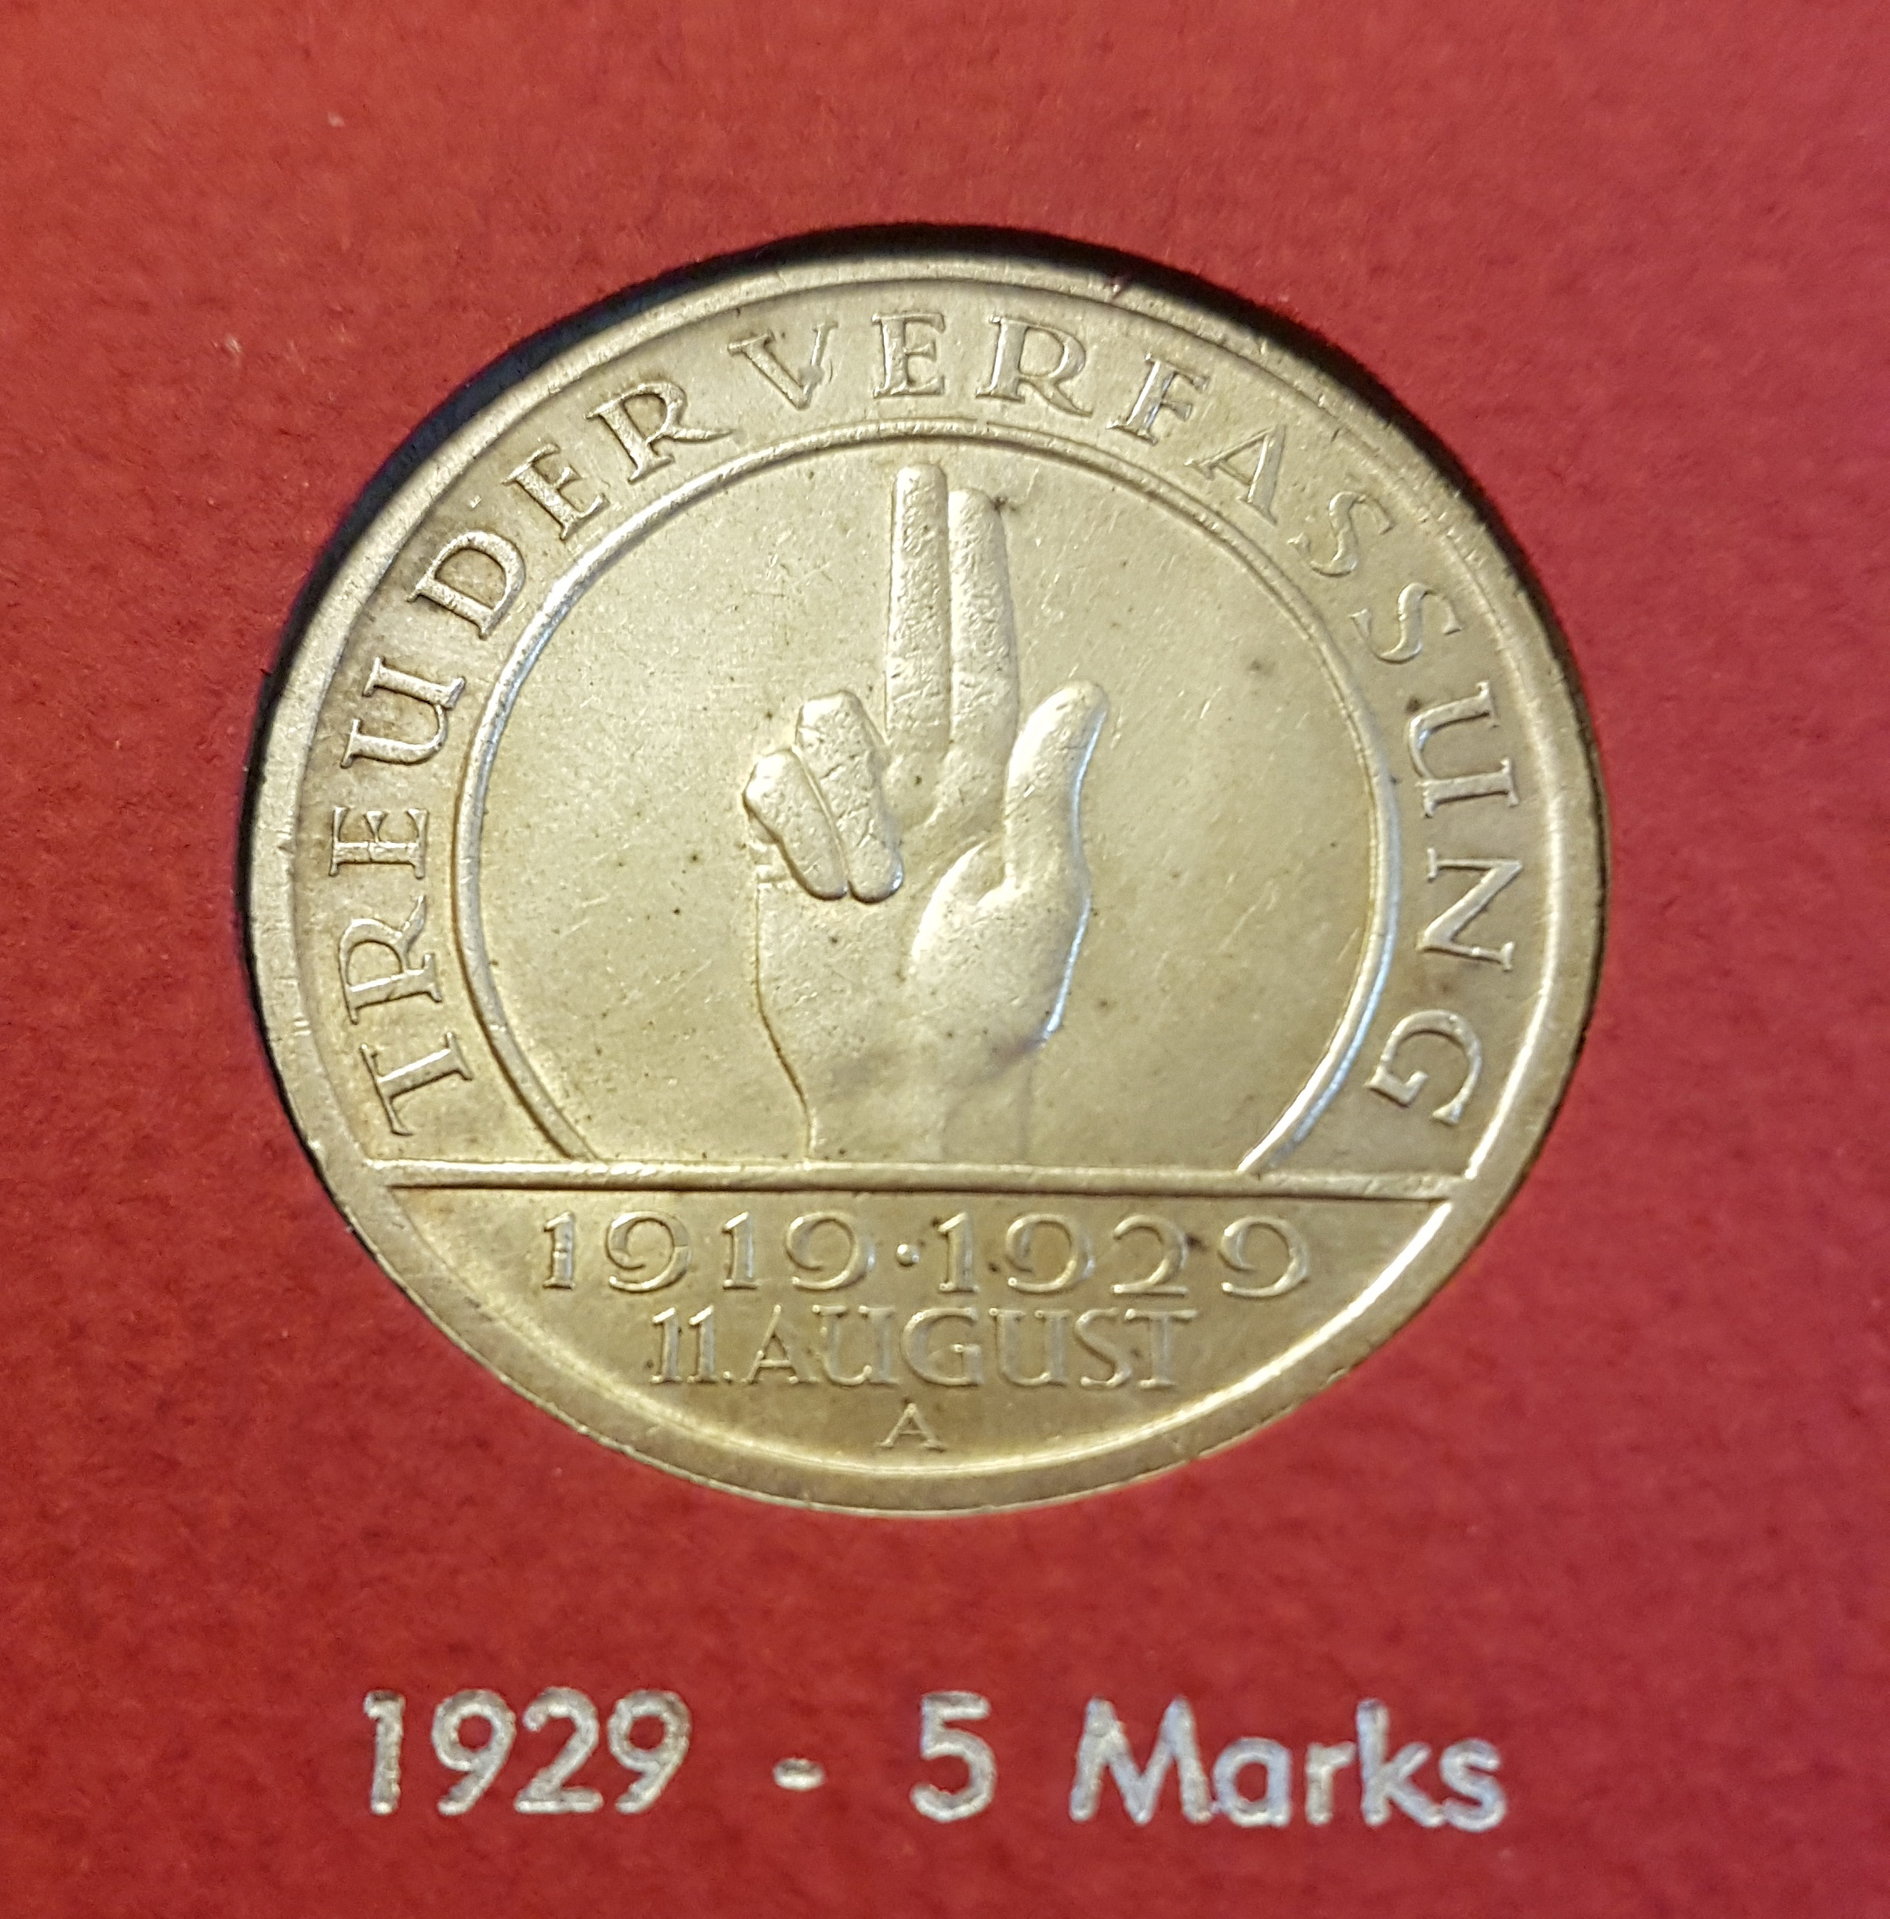 TREU DER VERFASSUNG
1919·1929
11.AUGUST
A
1929 - 5 Marks